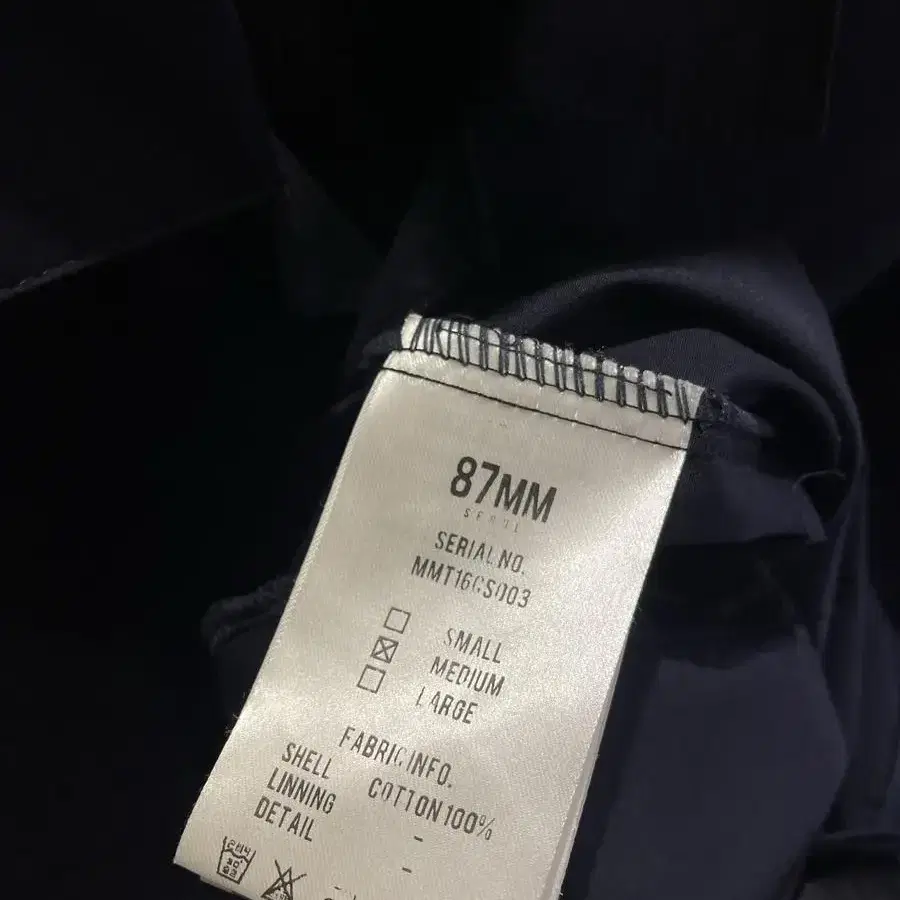 87MM
SEOUL
SERIAL NO.
MMT16CS003
SMALL
MEDIUM
LARGE
FABRIC INFO.
SHELL COTTON 100%
LINNING -
DETAIL -